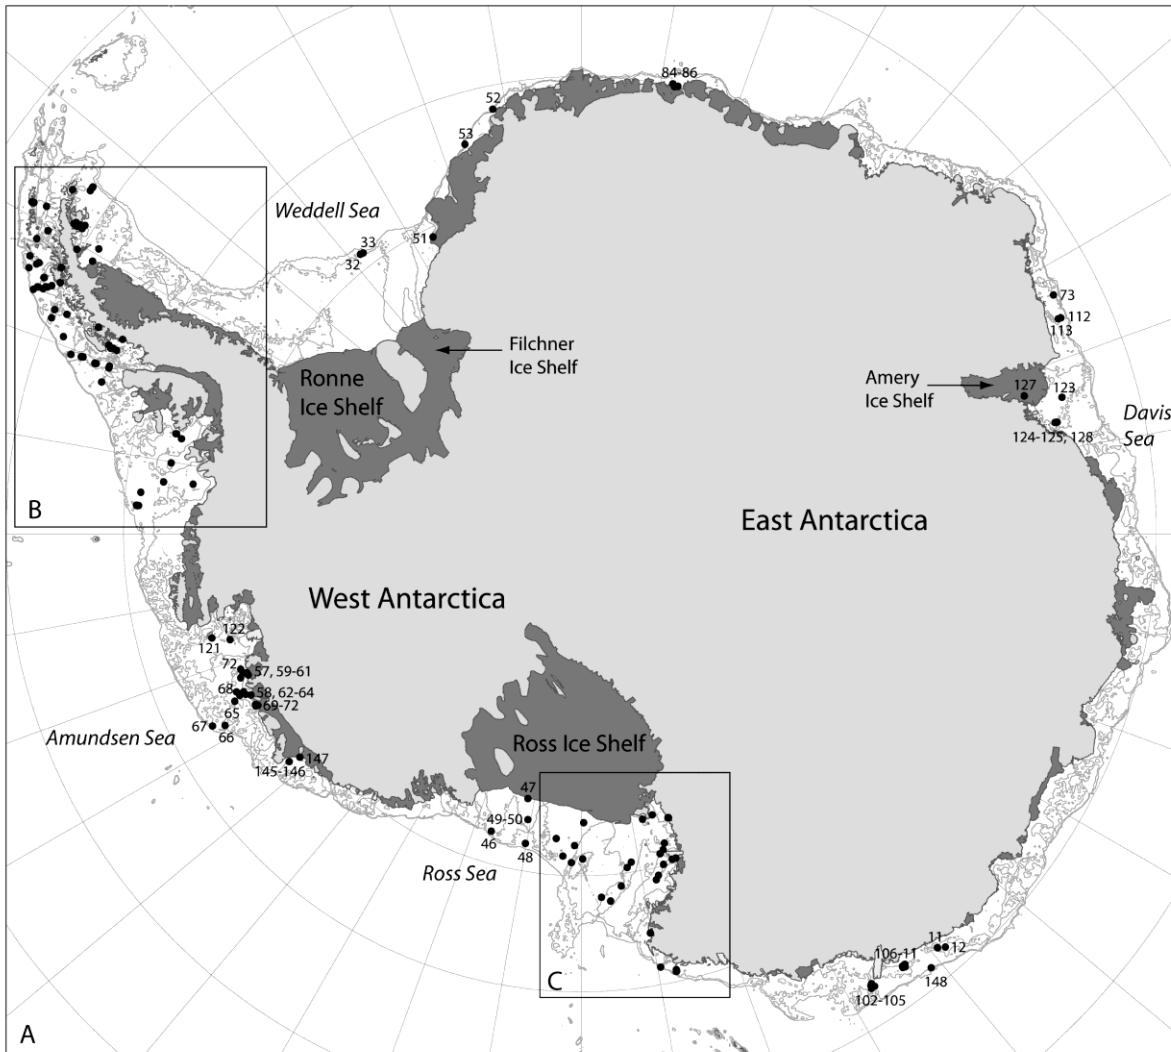 84-86
52
53
Weddell Sea
33
32
51
73
112
113
Filchner
Ice Shelf
Ronne
Ice Shelf
Amery
Ice Shelf
127
123
124-125, 128
Davis
Sea
B
East Antarctica
West Antarctica
122
121
72
57, 59-61
68
58, 62-64
65
69-72
67
66
Amundsen Sea
147
145-146
Ross Ice Shelf
47
49-50
46
48
Ross Sea
C
11
12
106-11
148
102-105
A